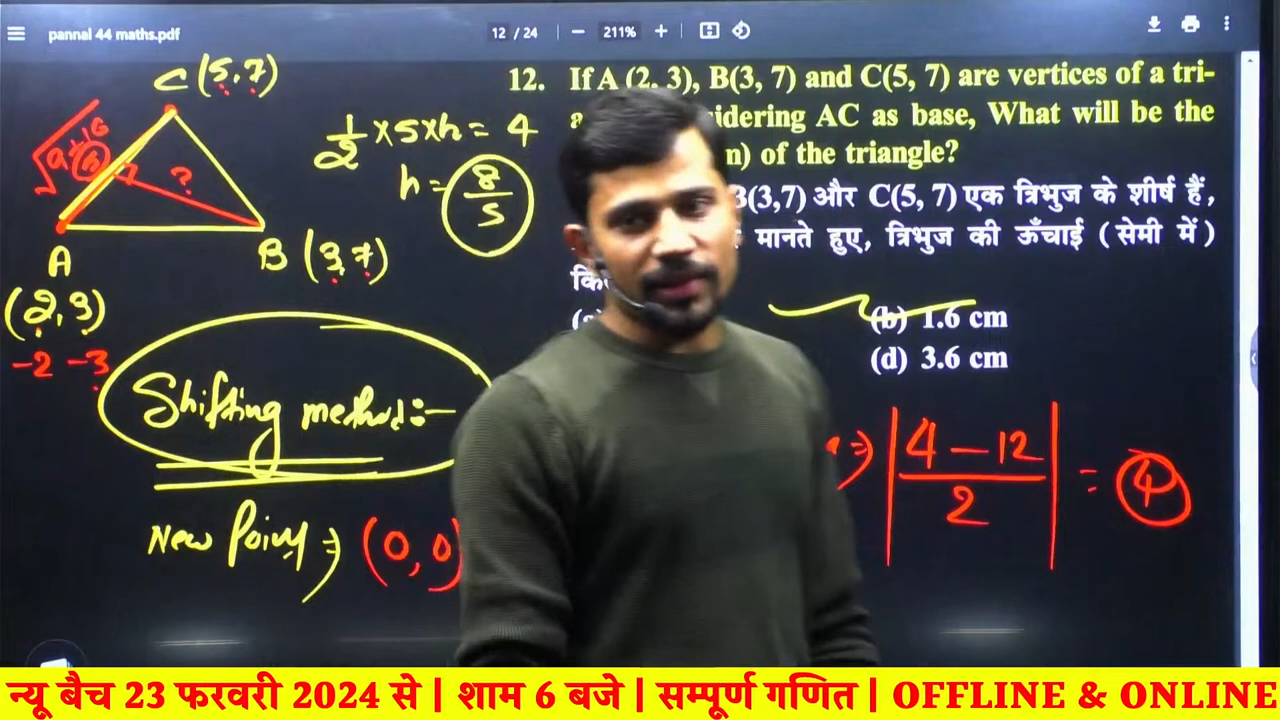 pannal 44 maths.pdf
12 / 24
211%
12. If A (2, 3), B(3, 7) and C(5, 7) are vertices of a tri-
idering AC as base, What will be the
of the triangle?
B(3,7) और C(5, 7) एक त्रिभुज के शीर्ष हैं,
मानते हुए, त्रिभुज की ऊँचाई (सेमी में)
(b) 1.6 cm
(d) 3.6 cm
C (5,7)
A
(2,3)
-2 -3
B (3,7)
?
1/2 × 5 × h = 4
h = 8/5
Shifting method:-
New Point ⇒ (0,0)
⇒ |4 - 12 / 2| = 4
न्यू बैच 23 फरवरी 2024 से | शाम 6 बजे | सम्पूर्ण गणित | OFFLINE & ONLINE